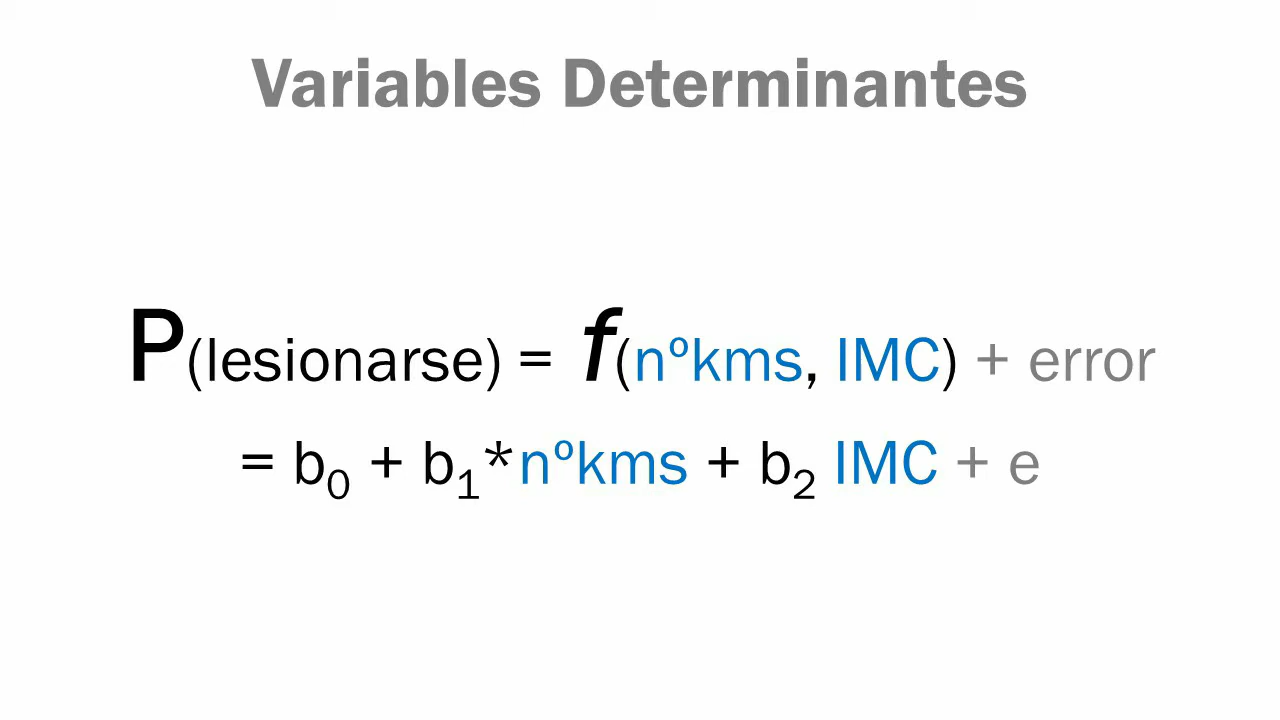 Variables Determinantes
P(lesionarse) = f(nºkms, IMC) + error
= b₀ + b₁*nºkms + b₂ IMC + e